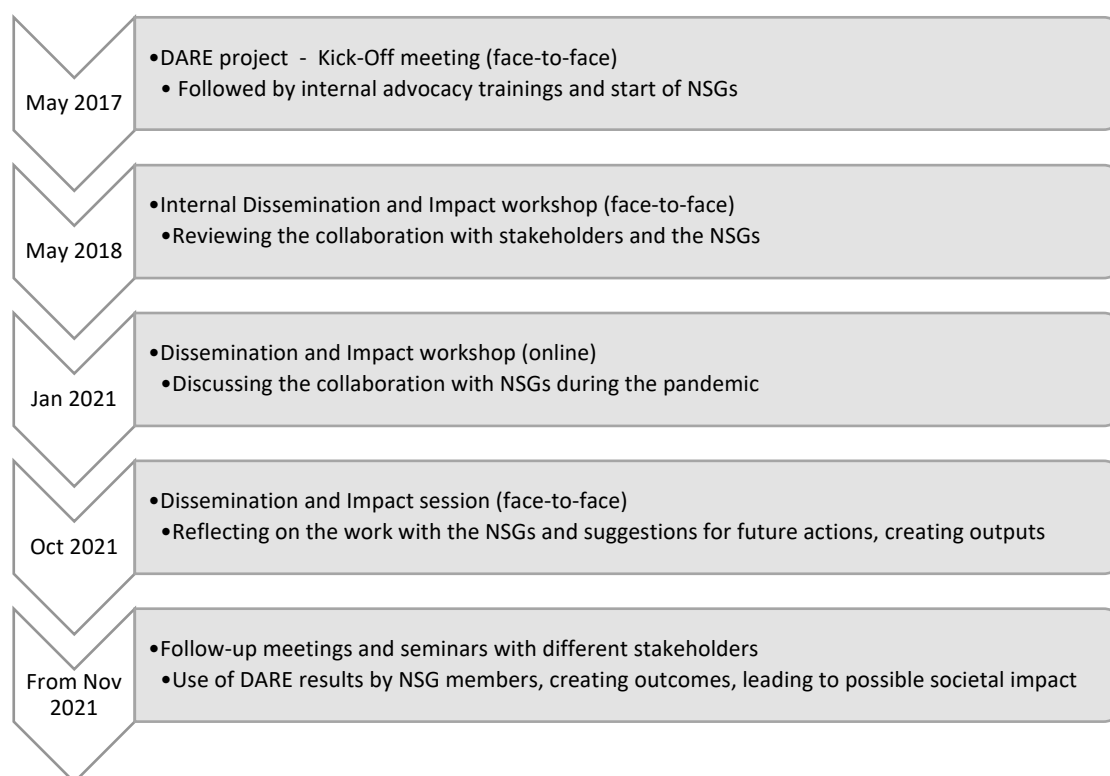 May 2017
•DARE project - Kick-Off meeting (face-to-face)
• Followed by internal advocacy trainings and start of NSGs
May 2018
•Internal Dissemination and Impact workshop (face-to-face)
•Reviewing the collaboration with stakeholders and the NSGs
Jan 2021
•Dissemination and Impact workshop (online)
•Discussing the collaboration with NSGs during the pandemic
Oct 2021
•Dissemination and Impact session (face-to-face)
•Reflecting on the work with the NSGs and suggestions for future actions, creating outputs
From Nov
2021
•Follow-up meetings and seminars with different stakeholders
•Use of DARE results by NSG members, creating outcomes, leading to possible societal impact